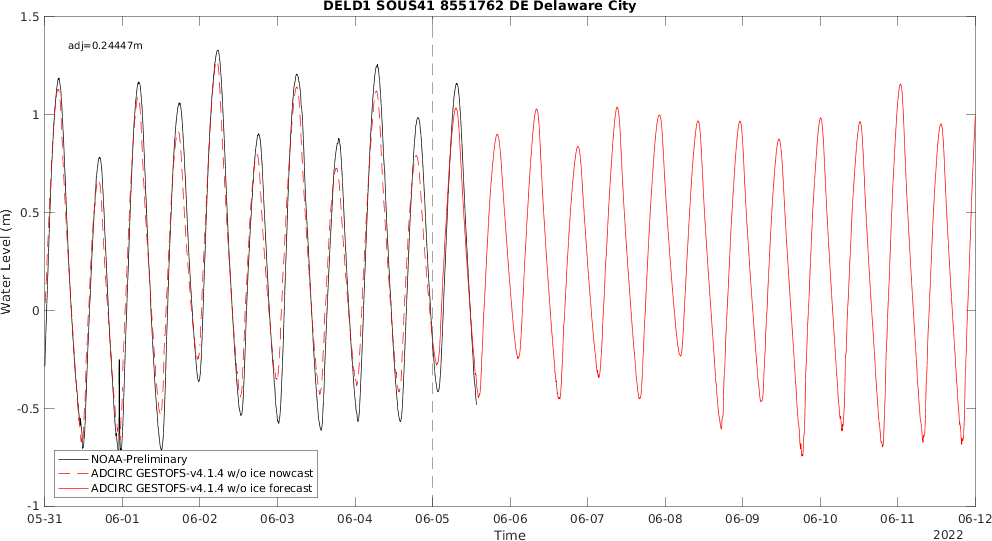 DELD1 SOUS41 8551762 DE Delaware City
1.5
adj=0.24447m
1
0.5
Water Level (m)
0
-0.5
NOAA-Preliminary
ADCIRC GESTOFS-v4.1.4 w/o ice nowcast
ADCIRC GESTOFS-v4.1.4 w/o ice forecast
-1
05-31 06-01 06-02 06-03 06-04 06-05 06-06 06-07 06-08 06-09 06-10 06-11 06-12
Time
2022